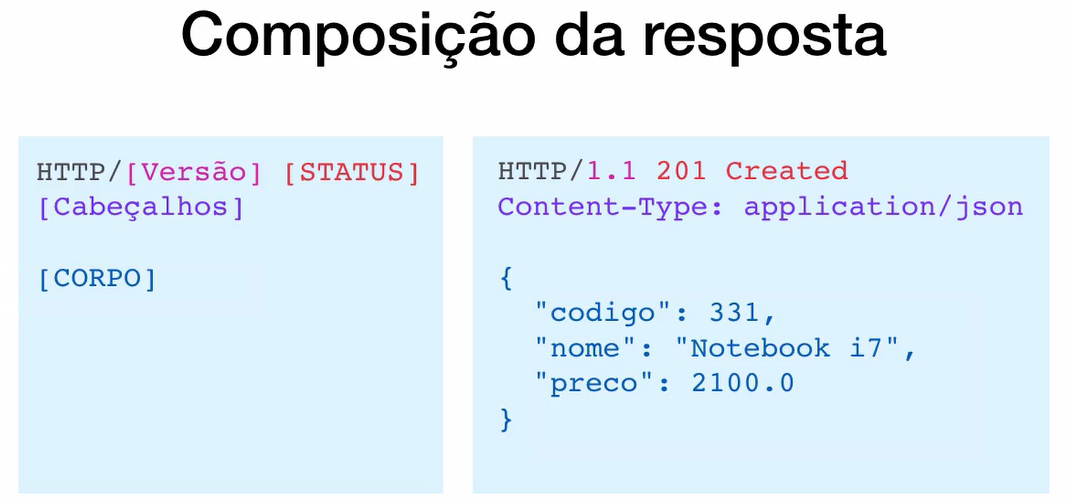 Composição da resposta
HTTP/[Versão] [STATUS]
[Cabeçalhos]
[CORPO]
HTTP/1.1 201 Created
Content-Type: application/json
{
"codigo": 331,
"nome": "Notebook i7",
"preco": 2100.0
}